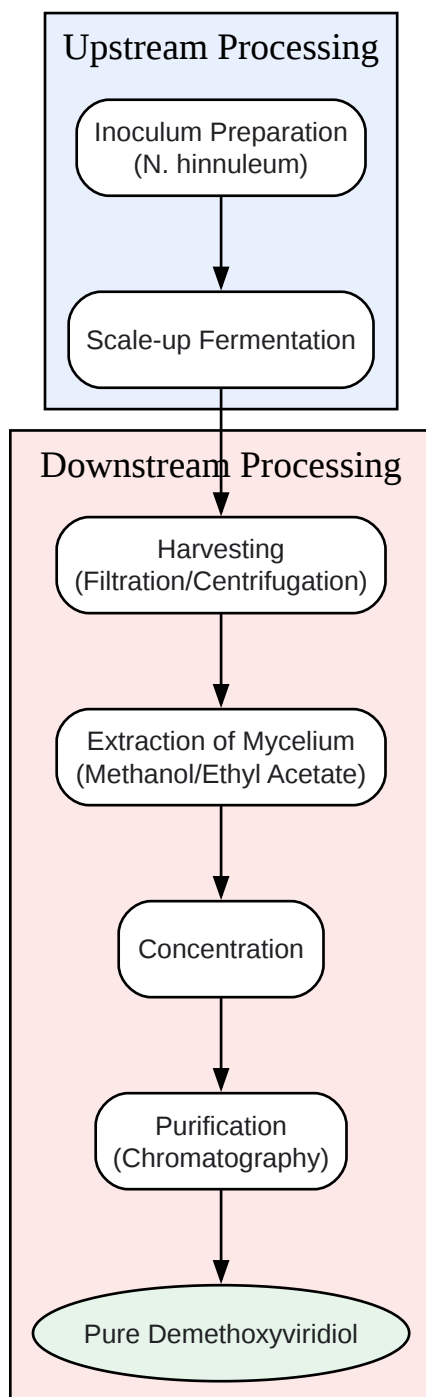 Upstream Processing
Inoculum Preparation
(N. hinnuleum)
Scale-up Fermentation
Downstream Processing
Harvesting
(Filtration/Centrifugation)
Extraction of Mycelium
(Methanol/Ethyl Acetate)
Concentration
Purification
(Chromatography)
Pure Demethoxyviridiol